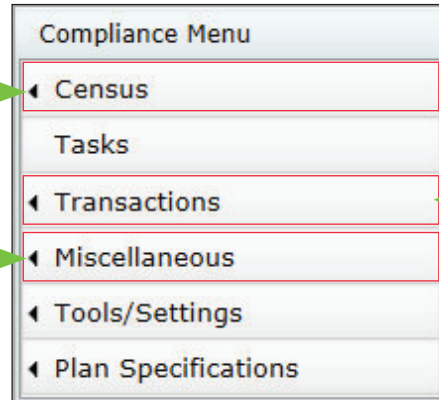 Compliance Menu
Census
Tasks
Transactions
Miscellaneous
Tools/Settings
Plan Specifications